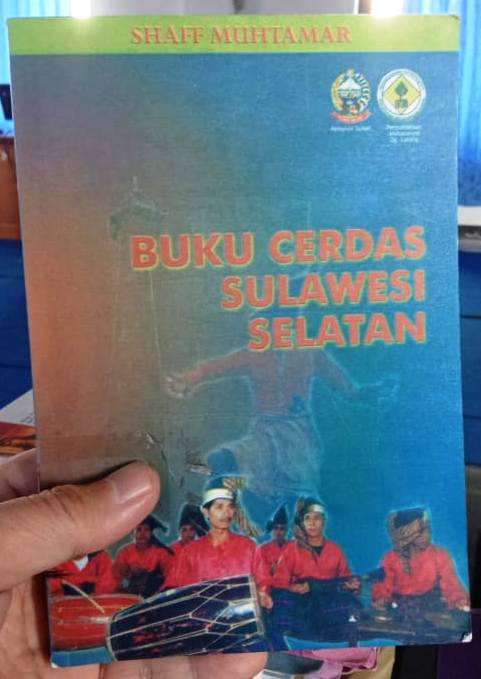 SHAFF MUHTAMAR
BUKU CERDAS
SULAWESI
SELATAN